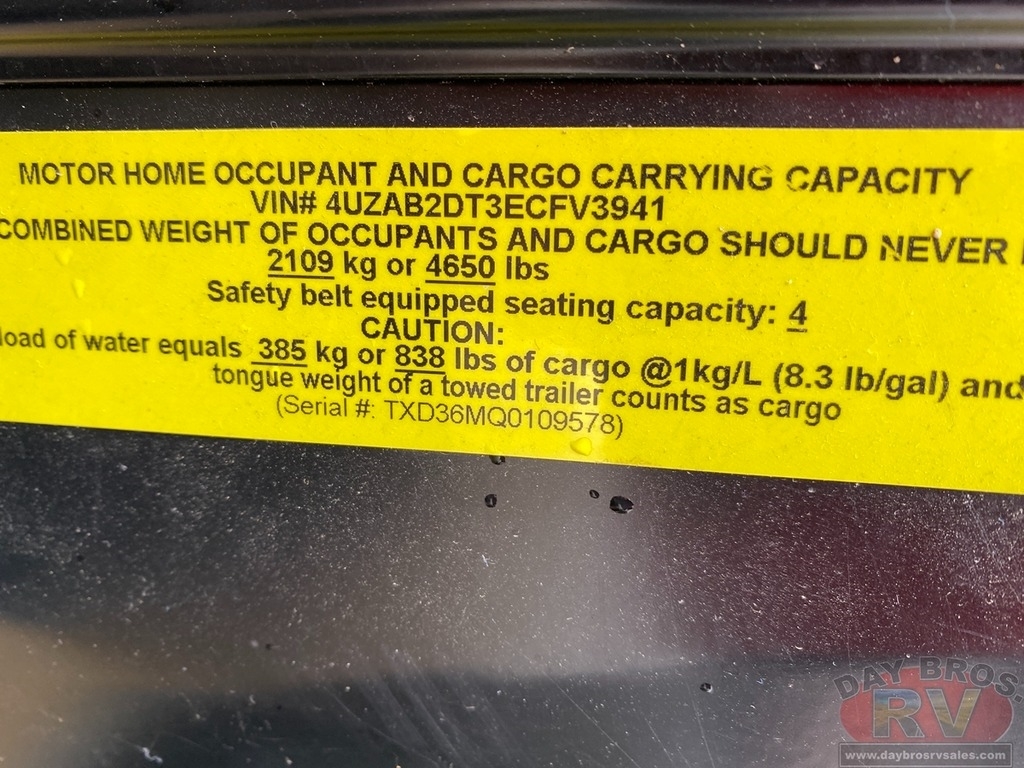 MOTOR HOME OCCUPANT AND CARGO CARRYING CAPACITY
VIN# 4UZAB2DT3ECFV3941
COMBINED WEIGHT OF OCCUPANTS AND CARGO SHOULD NEVER
2109 kg or 4650 lbs
Safety belt equipped seating capacity: 4
CAUTION:
load of water equals 385 kg or 838 lbs of cargo @1kg/L (8.3 lb/gal) and
tongue weight of a towed trailer counts as cargo
(Serial #: TXD36MQ0109578)
DAY BROS.
RV
www.daybrosrvsales.com